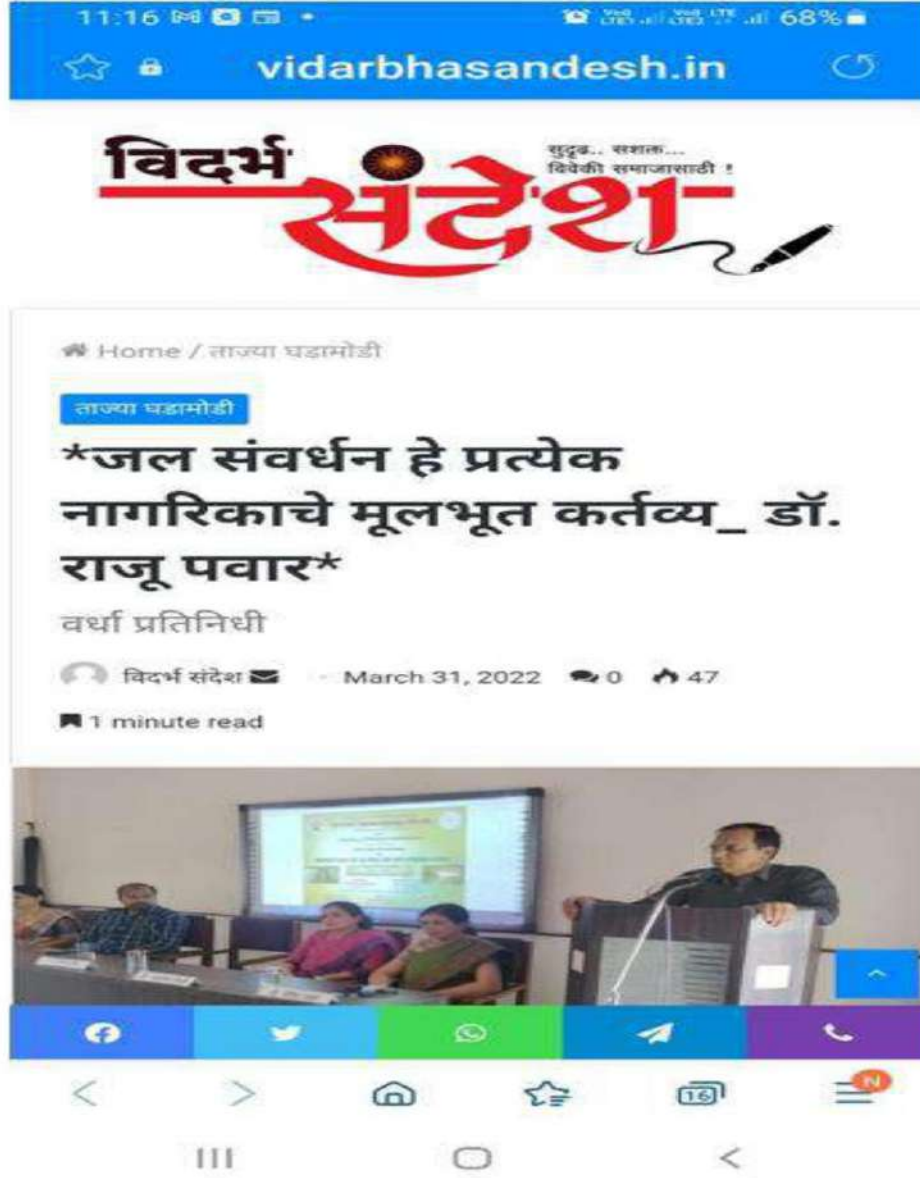 11:16 68%
vidarbhasandesh.in
विदर्भ संदेश
सुदृढ.. सशक्त...
विवेकी समाजासाठी !
Home / ताज्या घडामोडी
ताज्या घडामोडी
*जल संवर्धन हे प्रत्येक
नागरिकाचे मूलभूत कर्तव्य_ डॉ.
राजू पवार*
वर्धा प्रतिनिधी
विदर्भ संदेश - March 31, 2022 0 47
1 minute read
16 N